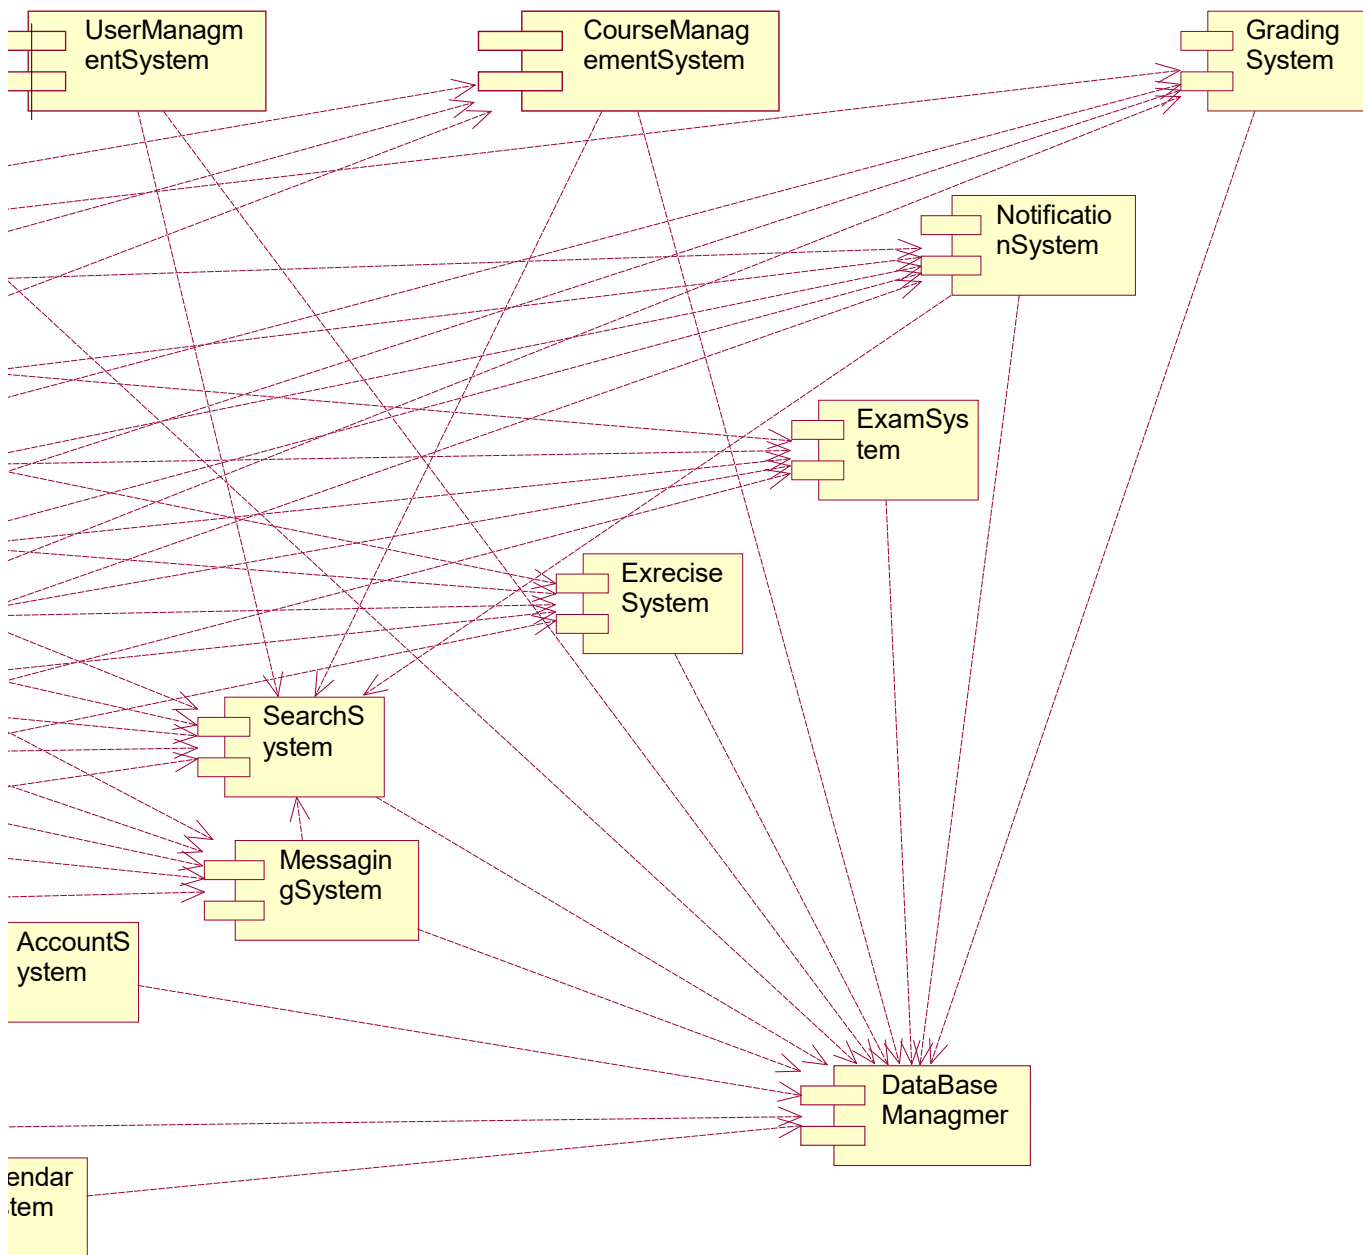 UserManagm
entSystem
CourseManag
ementSystem
Grading
System
Notificatio
nSystem
ExamSys
tem
Exrecise
System
SearchS
ystem
Messagin
gSystem
AccountS
ystem
DataBase
Managmer
endar
stem